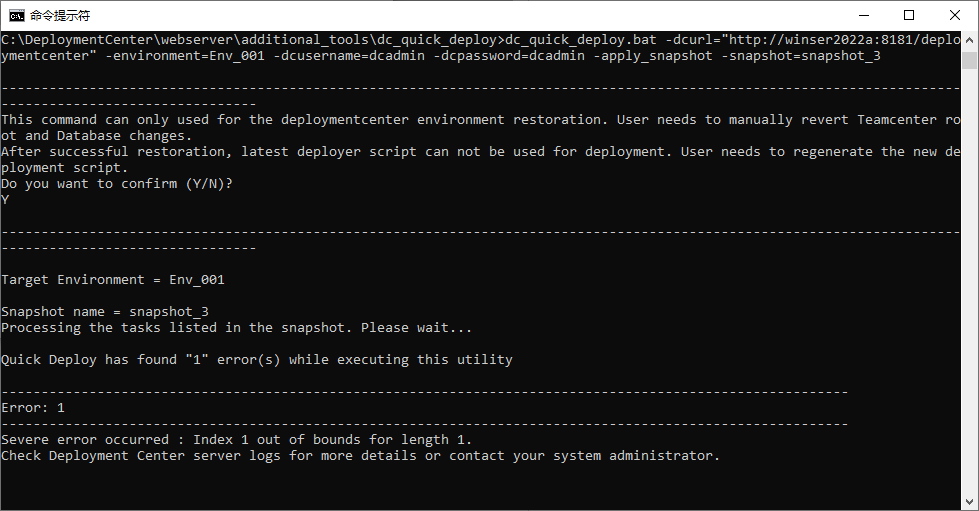 命令提示符
C:\DeploymentCenter\webserver\additional_tools\dc_quick_deploy>dc_quick_deploy.bat -dcurl="http://winser2022a:8181/deplo
ymentcenter" -environment=Env_001 -dcusername=dcadmin -dcpassword=dcadmin -apply_snapshot -snapshot=snapshot_3
------------------------------------------------------------------------------------------------------------------------
--------------------------------
This command can only used for the deploymentcenter environment restoration. User needs to manually revert Teamcenter ro
ot and Database changes.
After successful restoration, latest deployer script can not be used for deployment. User needs to regenerate the new de
ployment script.
Do you want to confirm (Y/N)?
Y
------------------------------------------------------------------------------------------------------------------------
--------------------------------
Target Environment = Env_001
Snapshot name = snapshot_3
Processing the tasks listed in the snapshot. Please wait...
Quick Deploy has found "1" error(s) while executing this utility
----------------------------------------------------------------------------------------------------------
Error: 1
----------------------------------------------------------------------------------------------------------
Severe error occurred : Index 1 out of bounds for length 1.
Check Deployment Center server logs for more details or contact your system administrator.